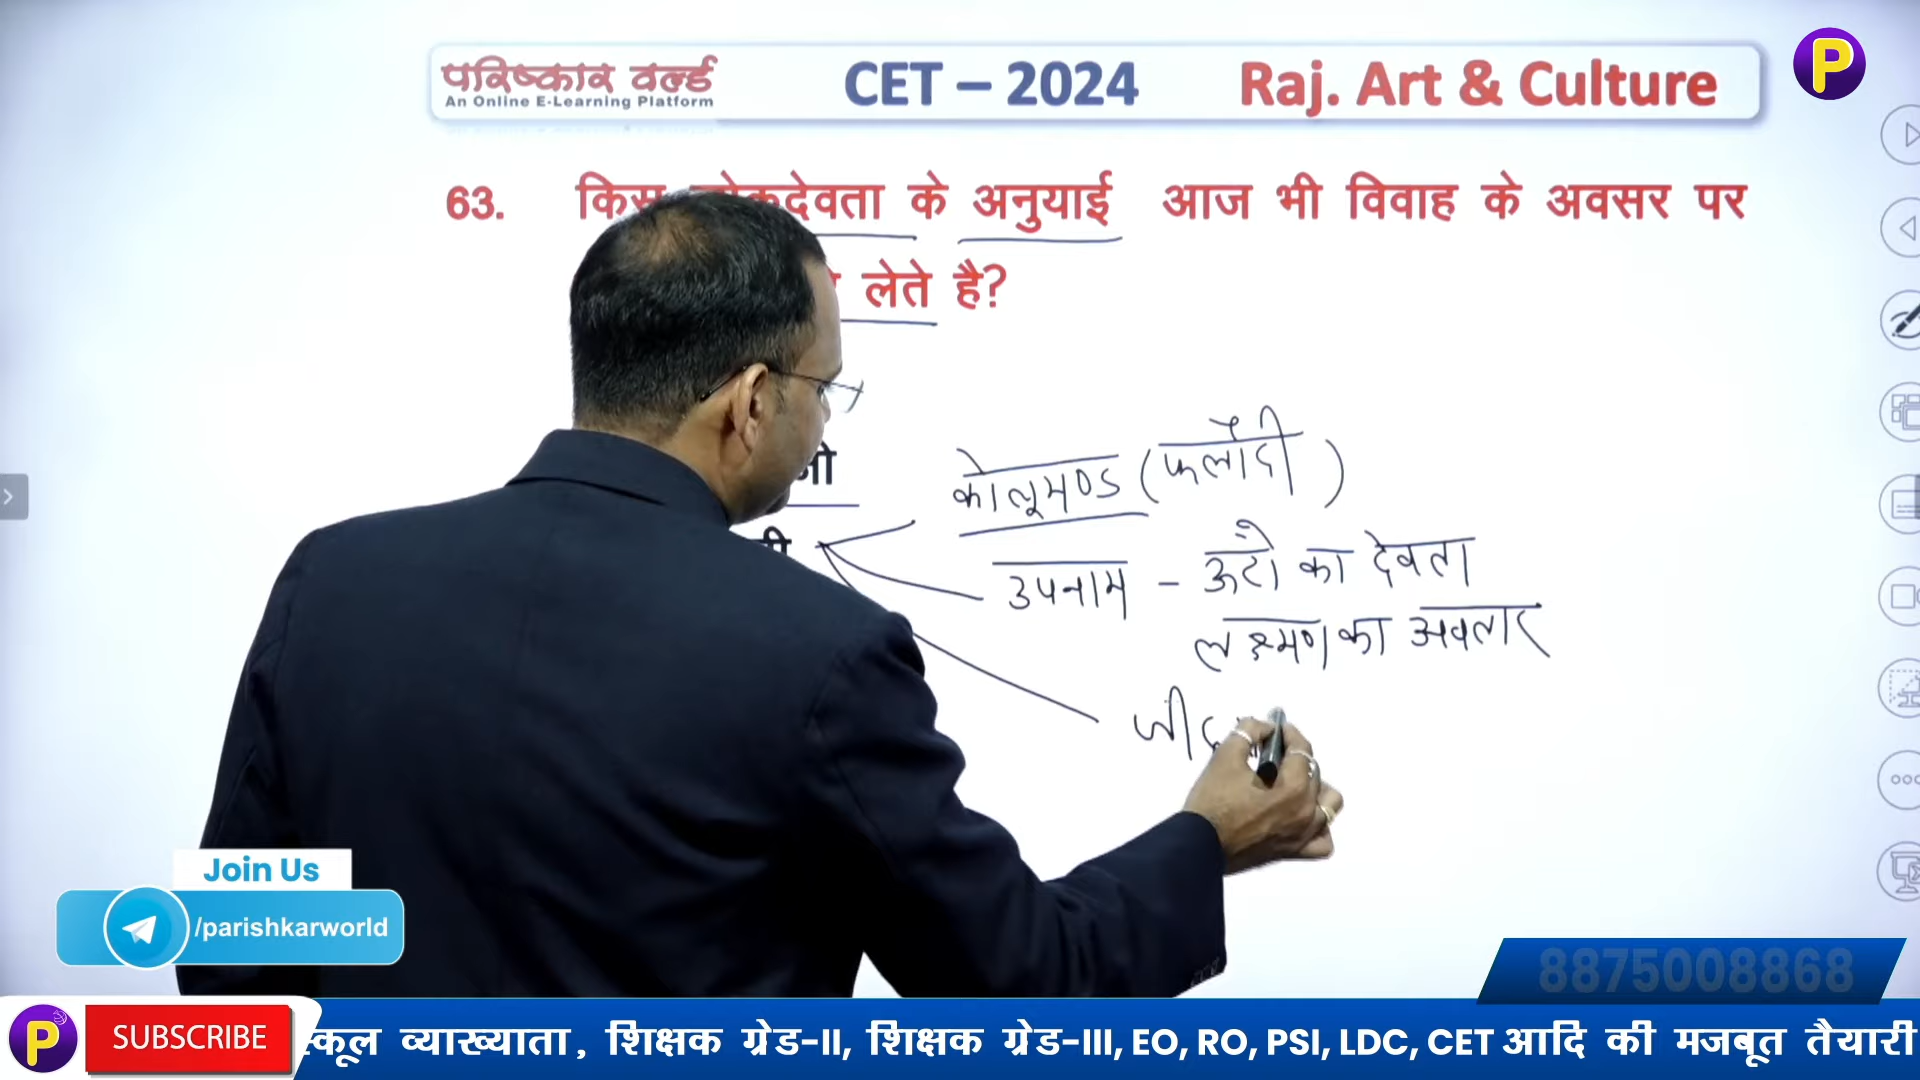 परिष्कार वर्ल्ड
An Online E-Learning Platform
CET – 2024
Raj. Art & Culture
P
63. किस लोकदेवता के अनुयाई आज भी विवाह के अवसर पर
लेते है?
कोलूमण्ड (फलौदी)
उपनाम – ऊंटों का देवता
लक्ष्मण का अवतार
Join Us
/parishkarworld
8875008868
P SUBSCRIBE
स्कूल व्याख्याता, शिक्षक ग्रेड-II, शिक्षक ग्रेड-III, EO, RO, PSI, LDC, CET आदि की मजबूत तैयारी